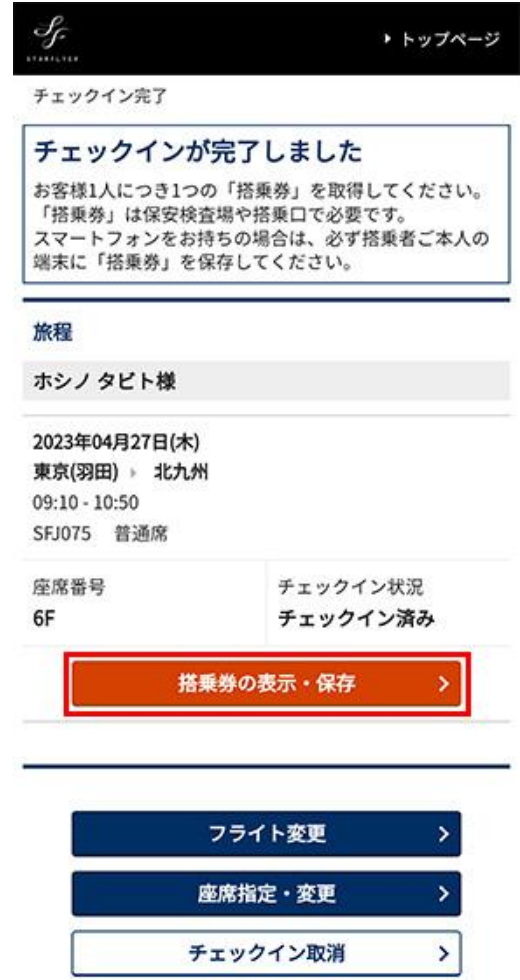 STARFLYER
トップページ
チェックイン完了
チェックインが完了しました
お客様1人につき1つの「搭乗券」を取得してください。
「搭乗券」は保安検査場や搭乗口で必要です。
スマートフォンをお持ちの場合は、必ず搭乗者ご本人の
端末に「搭乗券」を保存してください。
旅程
ホシノ タビト様
2023年04月27日(木)
東京(羽田) 北九州
09:10 - 10:50
SFJ075 普通席
座席番号
6F
チェックイン状況
チェックイン済み
搭乗券の表示・保存
フライト変更
座席指定・変更
チェックイン取消